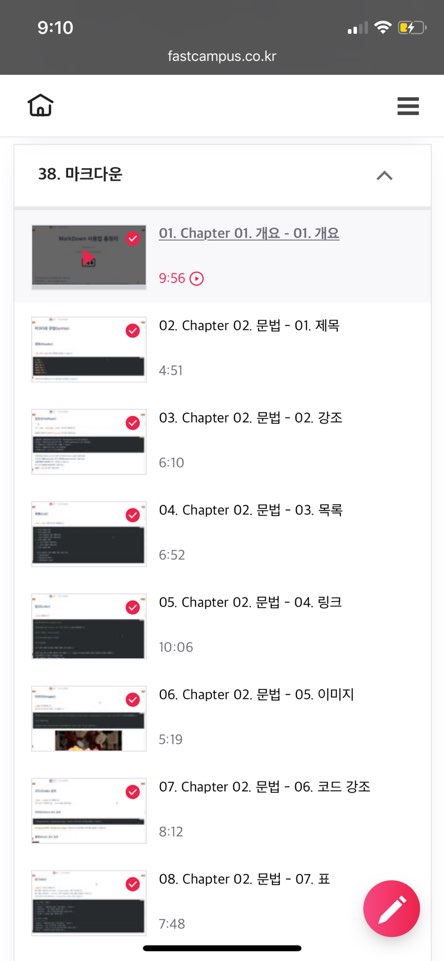 9:10
fastcampus.co.kr
38. 마크다운
MarkDown 사용법 총정리
01. Chapter 01. 개요 - 01. 개요
9:56
02. Chapter 02. 문법 - 01. 제목
4:51
03. Chapter 02. 문법 - 02. 강조
6:10
04. Chapter 02. 문법 - 03. 목록
6:52
05. Chapter 02. 문법 - 04. 링크
10:06
06. Chapter 02. 문법 - 05. 이미지
5:19
07. Chapter 02. 문법 - 06. 코드 강조
8:12
08. Chapter 02. 문법 - 07. 표
7:48